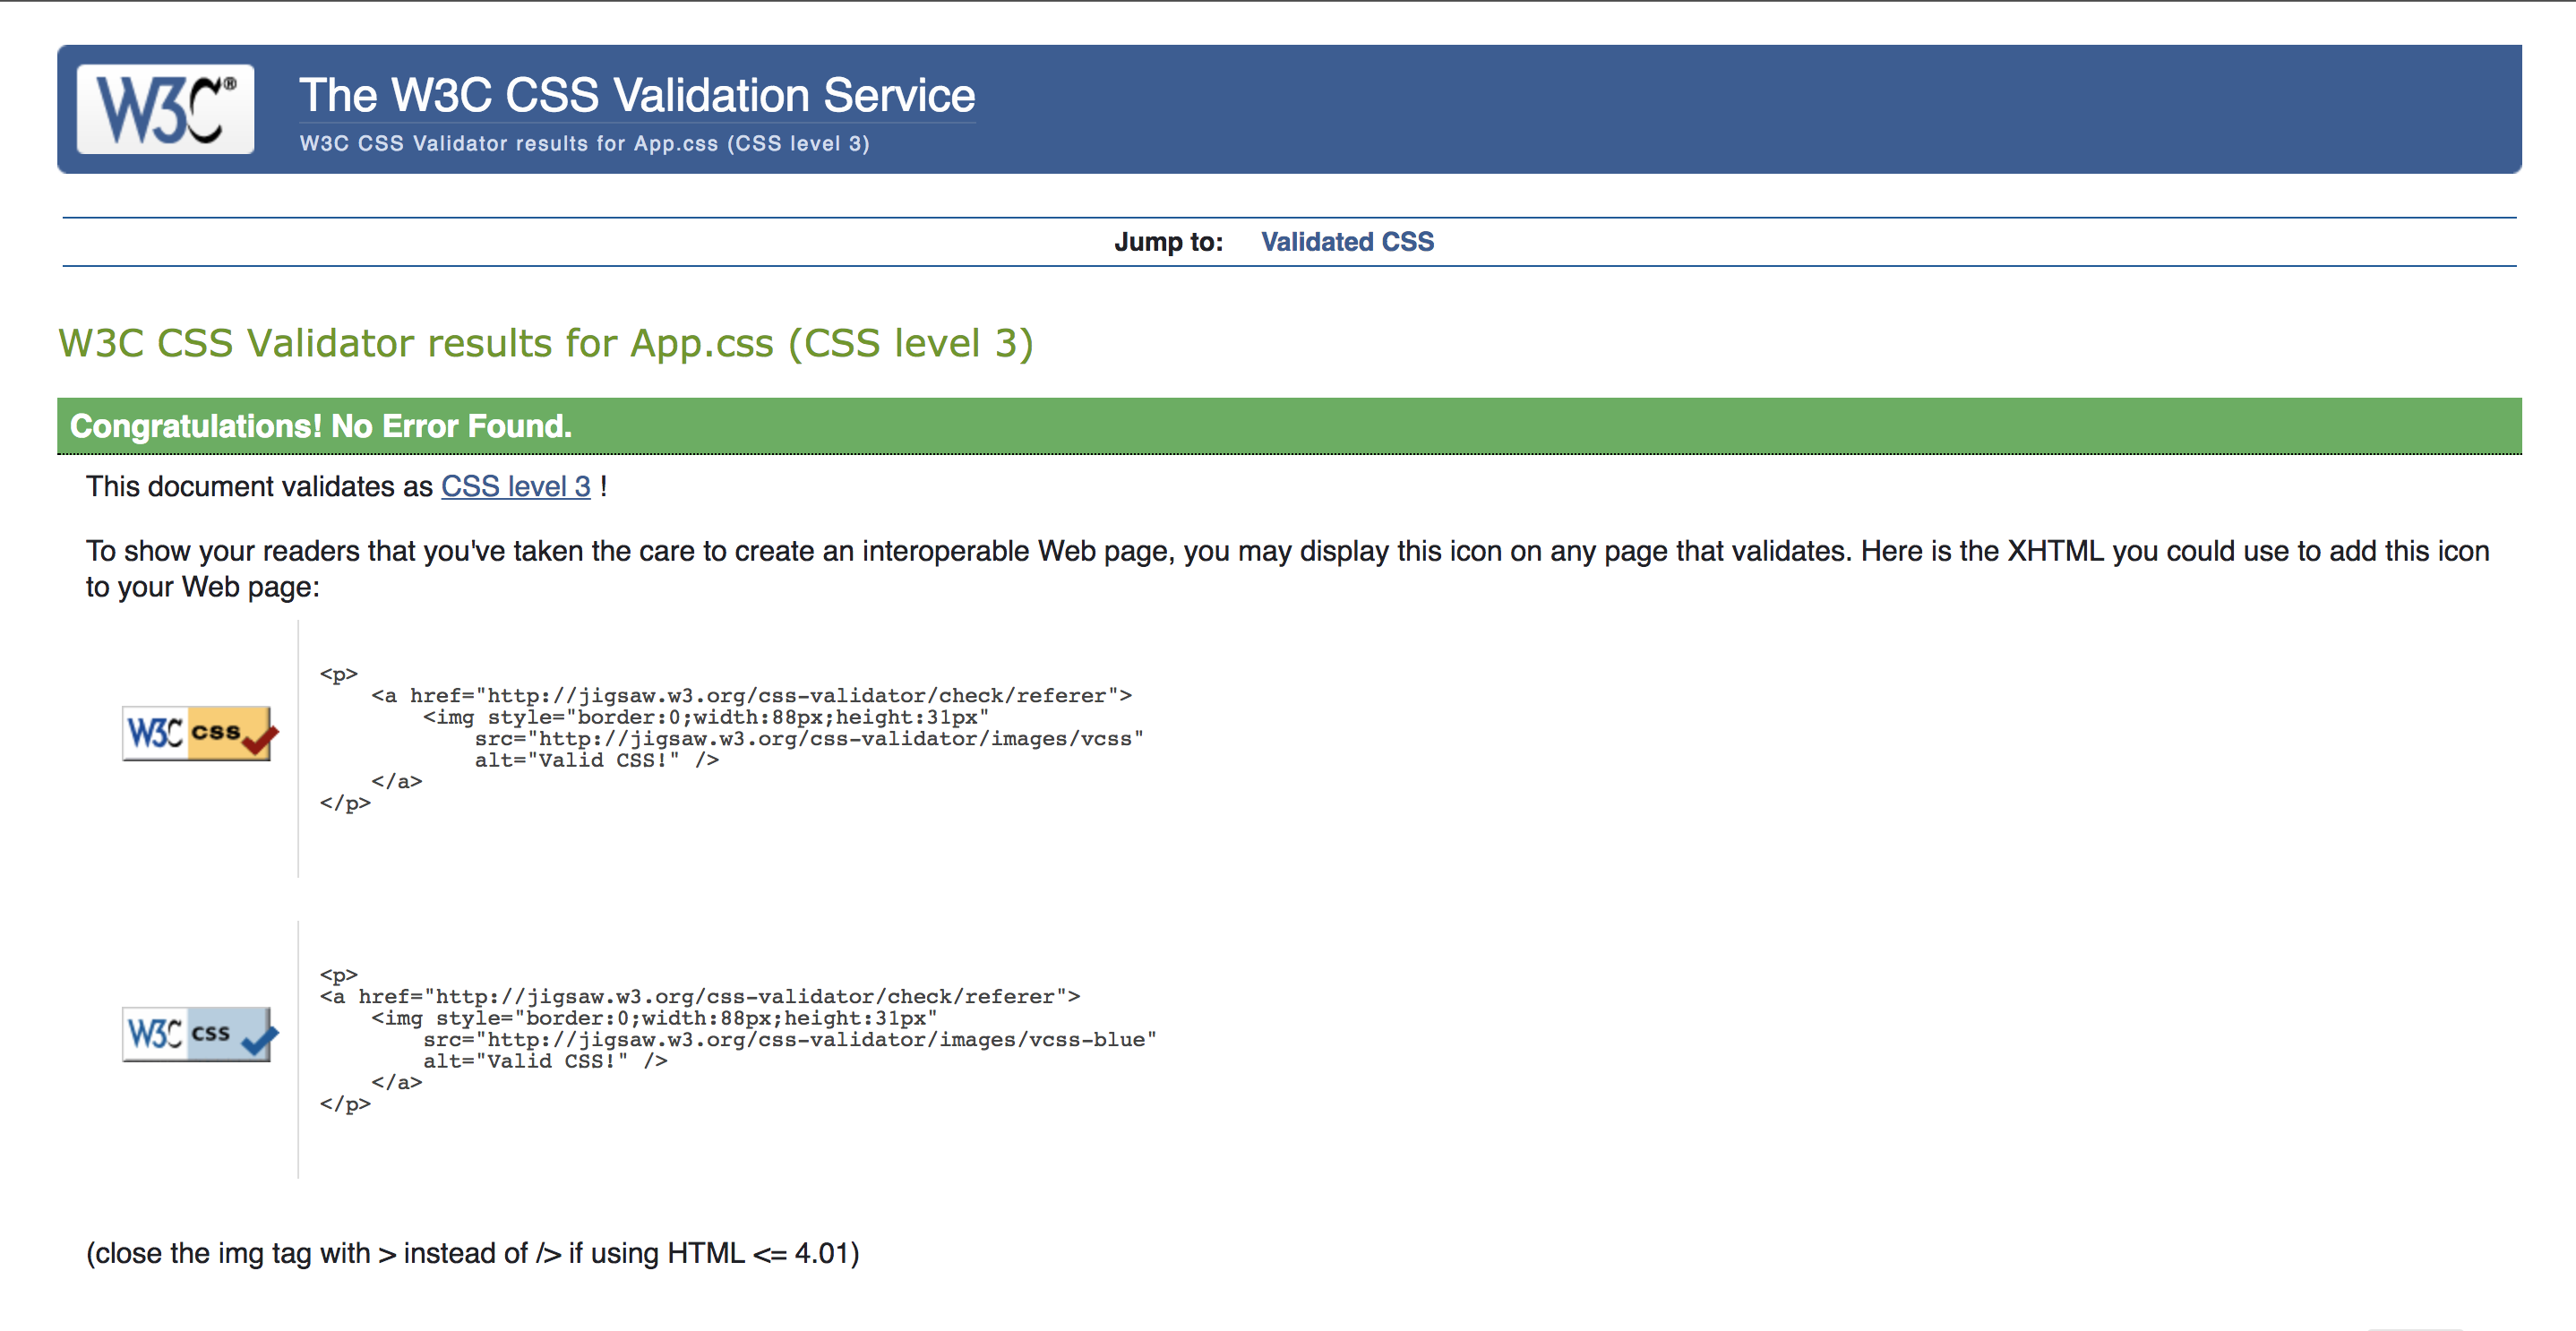 W3C®
The W3C CSS Validation Service
W3C CSS Validator results for App.css (CSS level 3)
Jump to: Validated CSS
W3C CSS Validator results for App.css (CSS level 3)
Congratulations! No Error Found.
This document validates as CSS level 3 !
To show your readers that you've taken the care to create an interoperable Web page, you may display this icon on any page that validates. Here is the XHTML you could use to add this icon
to your Web page:
W3C css
<p>
    <a href="http://jigsaw.w3.org/css-validator/check/referer">
        <img style="border:0;width:88px;height:31px"
            src="http://jigsaw.w3.org/css-validator/images/vcss"
            alt="Valid CSS!" />
    </a>
</p>
W3C css
<p>
<a href="http://jigsaw.w3.org/css-validator/check/referer">
    <img style="border:0;width:88px;height:31px"
        src="http://jigsaw.w3.org/css-validator/images/vcss-blue"
        alt="Valid CSS!" />
    </a>
</p>
(close the img tag with > instead of /> if using HTML <= 4.01)